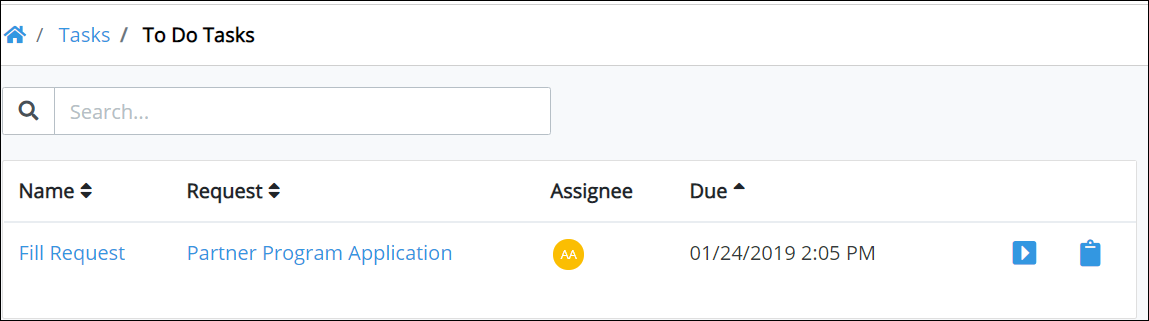 / Tasks / To Do Tasks
Search...
Name Request Assignee Due
Fill Request Partner Program Application AA 01/24/2019 2:05 PM